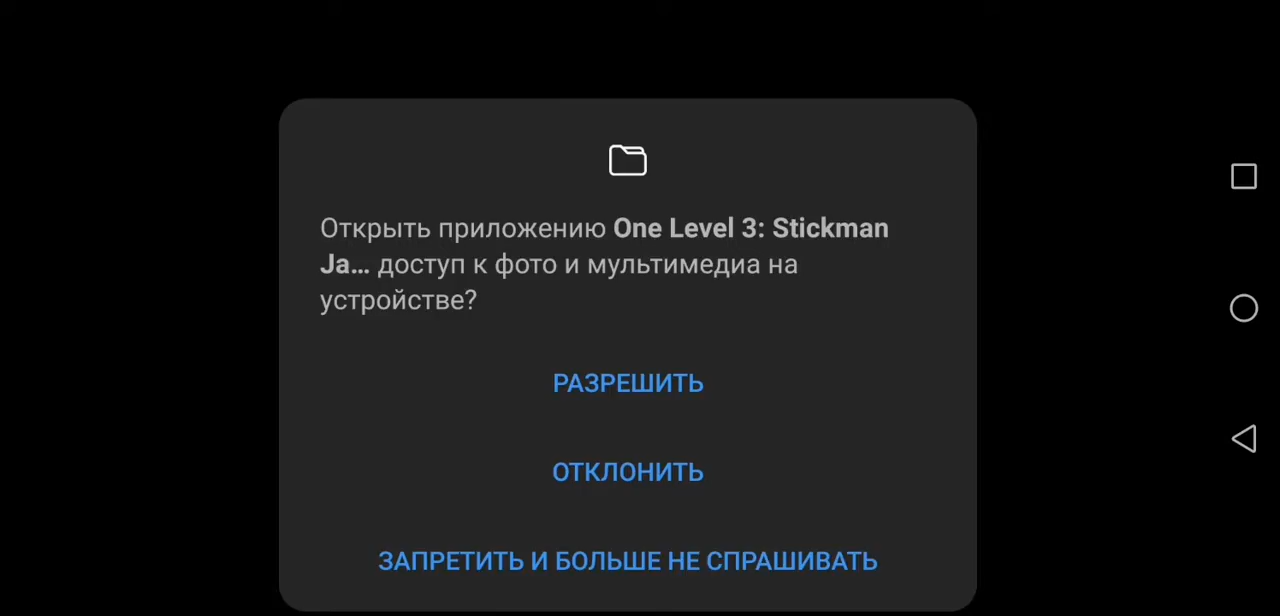 Открыть приложению One Level 3: Stickman
Ja... доступ к фото и мультимедиа на
устройстве?
РАЗРЕШИТЬ
ОТКЛОНИТЬ
ЗАПРЕТИТЬ И БОЛЬШЕ НЕ СПРАШИВАТЬ